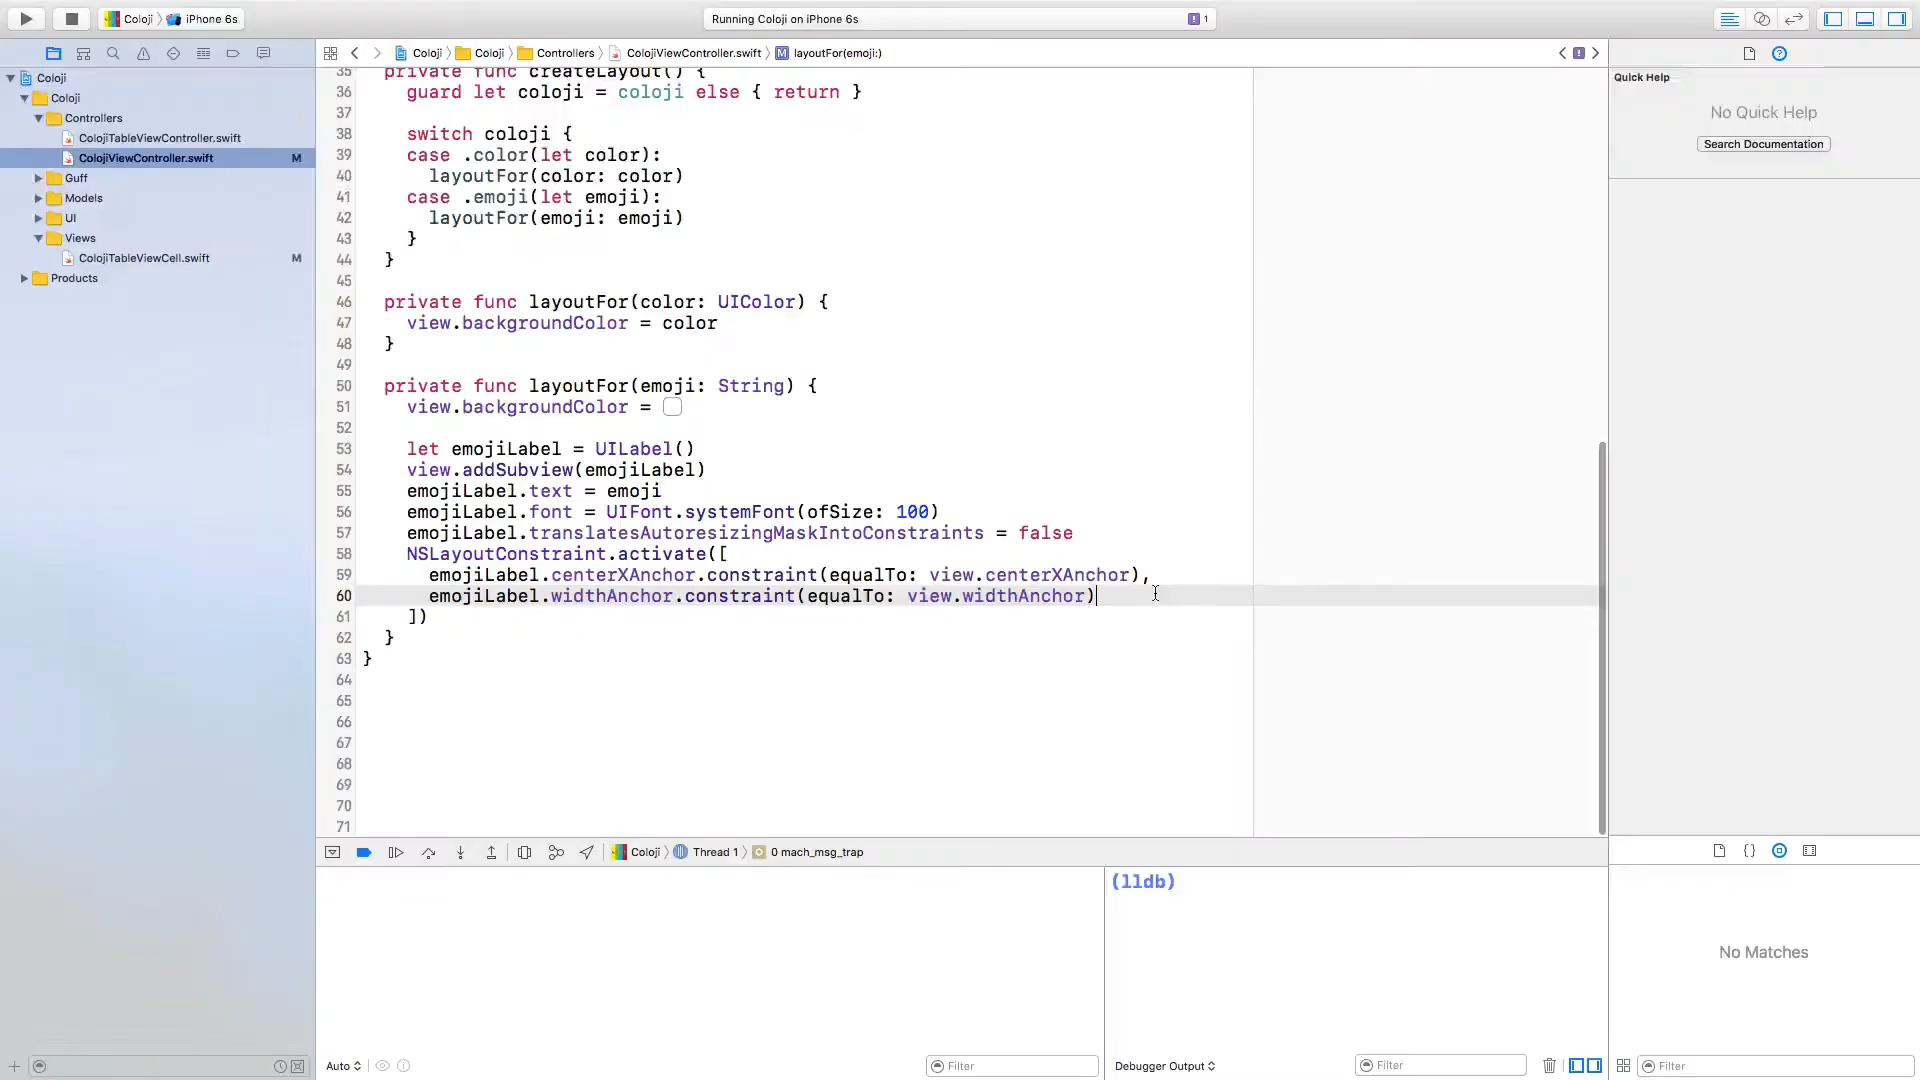 Coloji iPhone 6s
Running Coloji on iPhone 6s
1
Coloji Coloji Controllers ColojiViewController.swift M layoutFor(emoji:)
Coloji
Coloji
Controllers
ColojiTableViewController.swift
ColojiViewController.swift M
Guff
Models
UI
Views
ColojiTableViewCell.swift M
Products
35 private func createLayout() {
36 guard let coloji = coloji else { return }
37
38 switch coloji {
39 case .color(let color):
40 layoutFor(color: color)
41 case .emoji(let emoji):
42 layoutFor(emoji: emoji)
43 }
44 }
45
46 private func layoutFor(color: UIColor) {
47 view.backgroundColor = color
48 }
49
50 private func layoutFor(emoji: String) {
51 view.backgroundColor =
52
53 let emojiLabel = UILabel()
54 view.addSubview(emojiLabel)
55 emojiLabel.text = emoji
56 emojiLabel.font = UIFont.systemFont(ofSize: 100)
57 emojiLabel.translatesAutoresizingMaskIntoConstraints = false
58 NSLayoutConstraint.activate([
59 emojiLabel.centerXAnchor.constraint(equalTo: view.centerXAnchor),
60 emojiLabel.widthAnchor.constraint(equalTo: view.widthAnchor)
61 ])
62 }
63 }
64
65
66
67
68
69
70
71
Coloji Thread 1 0 mach_msg_trap
(lldb)
Auto
Filter
Debugger Output
Filter
Quick Help
No Quick Help
Search Documentation
No Matches
Filter